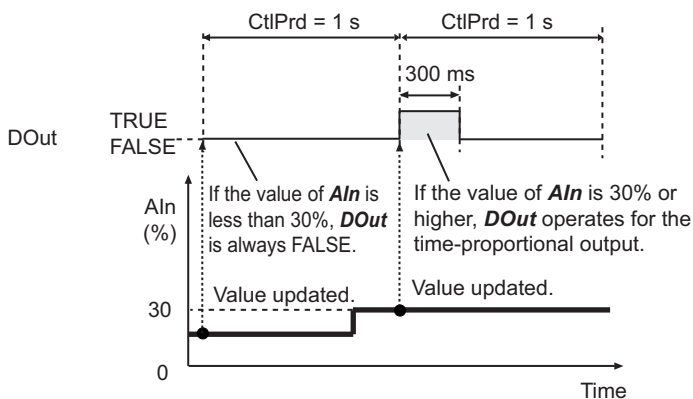 CtlPrd = 1 s
CtlPrd = 1 s
300 ms
DOut
TRUE
FALSE
If the value of AIn is
less than 30%, DOut
is always FALSE.
If the value of AIn is 30% or
higher, DOut operates for the
time-proportional output.
AIn
(%)
Value updated.
Value updated.
30
0
Time